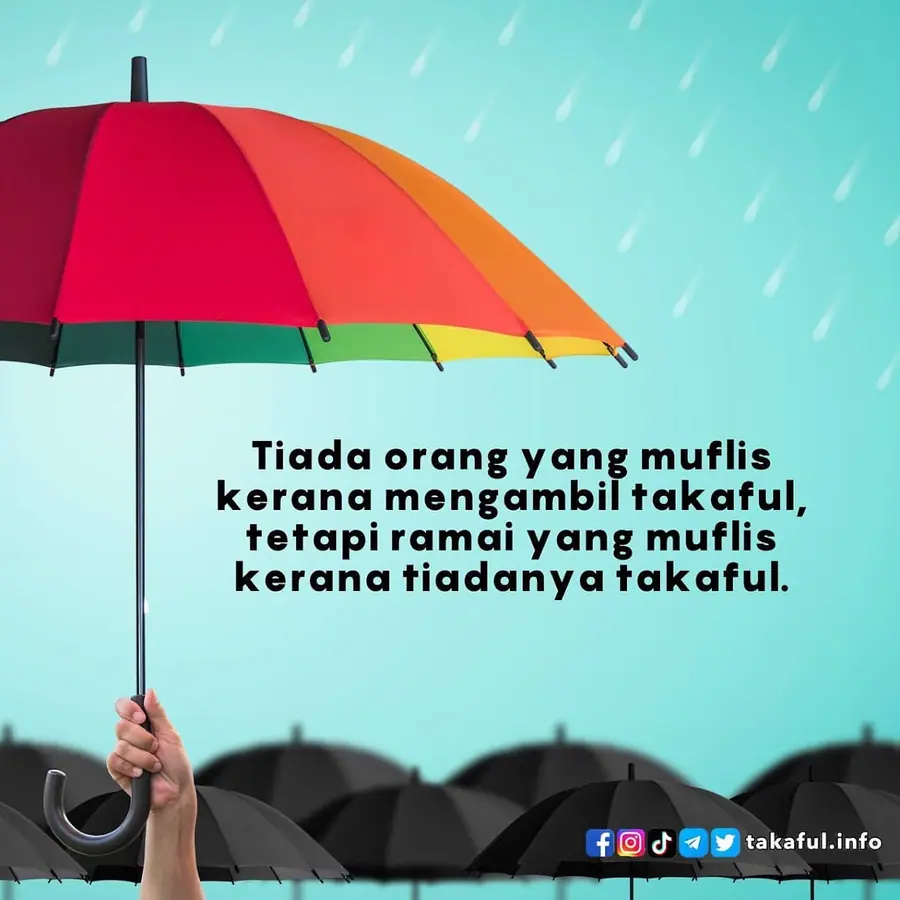 Tiada orang yang muflis
kerana mengambil takaful,
tetapi ramai yang muflis
kerana tiadanya takaful.
takaful.info